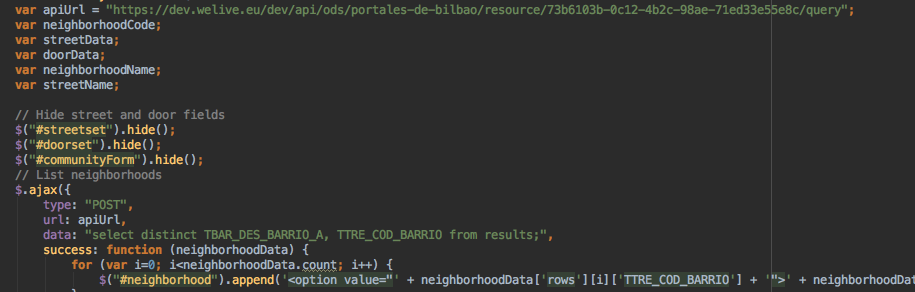 var apiUrl = "https://dev.welive.eu/dev/api/ods/portales-de-bilbao/resource/73b6103b-0c12-4b2c-98ae-71ed33e55e8c/query";
var neighborhoodCode;
var streetData;
var doorData;
var neighborhoodName;
var streetName;
// Hide street and door fields
$("#streetset").hide();
$("#doorset").hide();
$("#communityForm").hide();
// List neighborhoods
$.ajax({
type: "POST",
url: apiUrl,
data: "select distinct TBAR_DES_BARRIO_A, TTRE_COD_BARRIO from results;",
success: function (neighborhoodData) {
for (var i=0; i<neighborhoodData.count; i++) {
$("#neighborhood").append('<option value="' + neighborhoodData['rows'][i]['TTRE_COD_BARRIO'] + '">' + neighborhoodDat